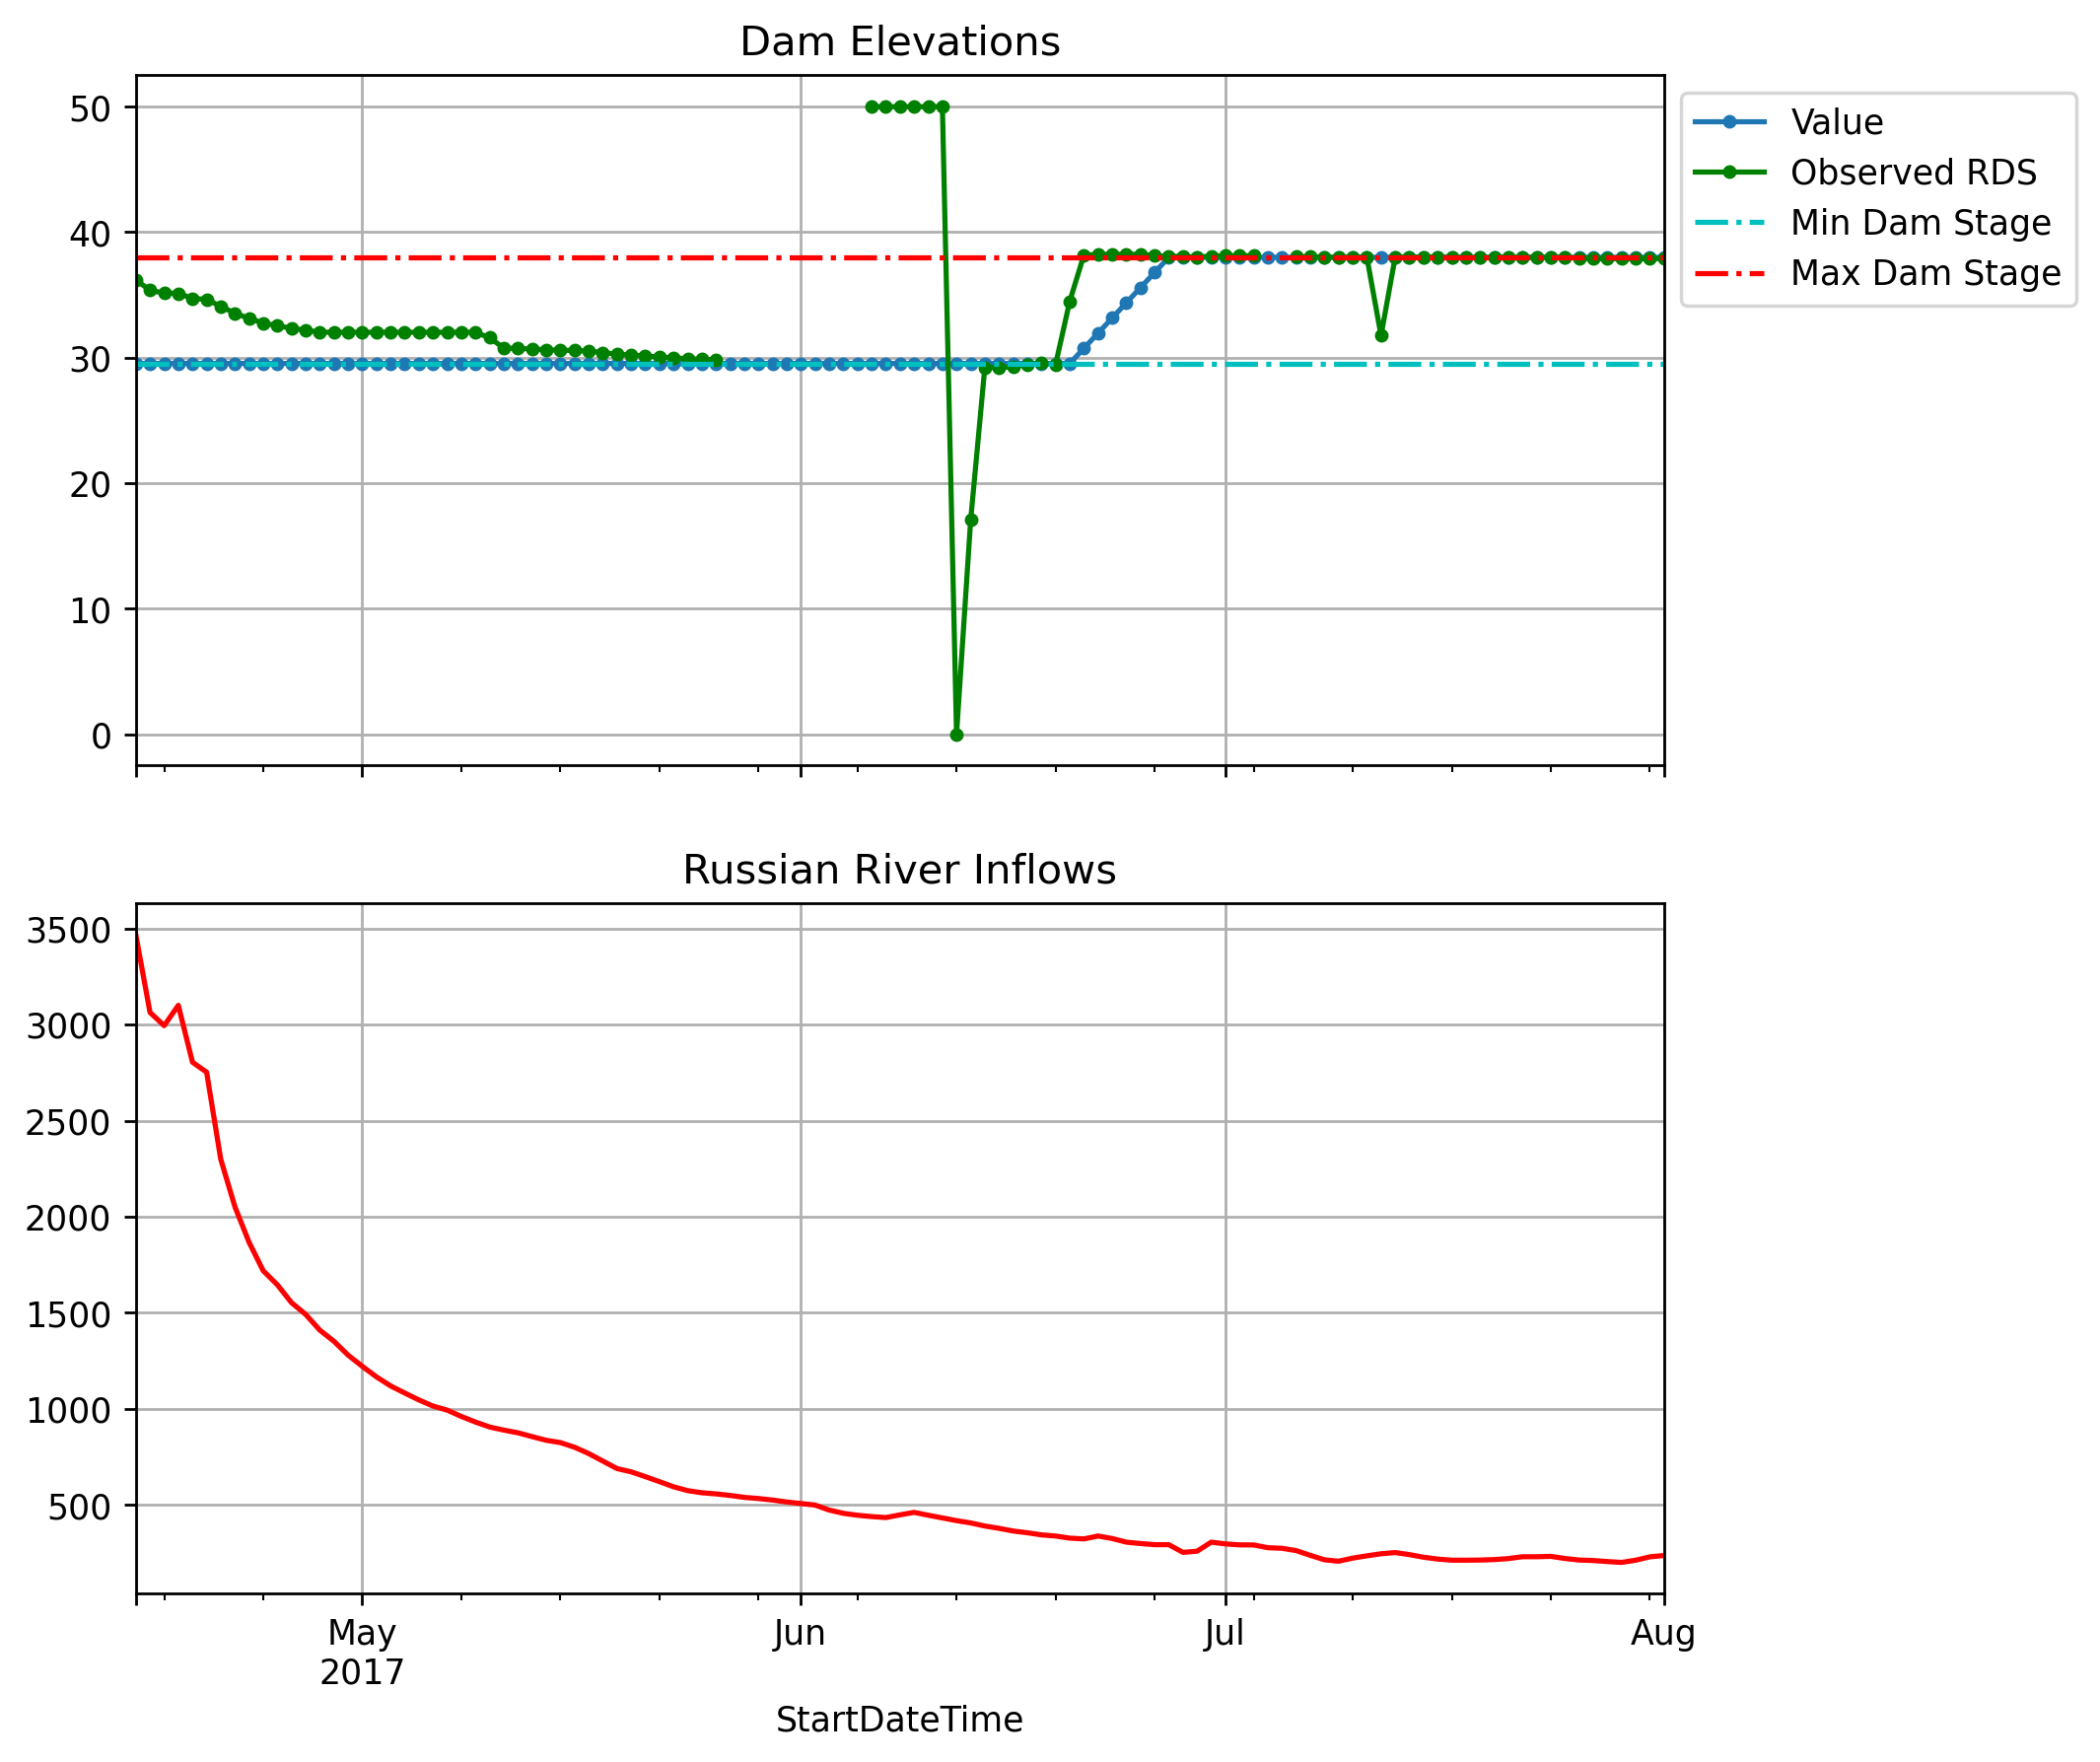 Dam Elevations
50
40
30
20
10
0
Value
Observed RDS
Min Dam Stage
Max Dam Stage
Russian River Inflows
3500
3000
2500
2000
1500
1000
500
May
2017
Jun
Jul
Aug
StartDateTime